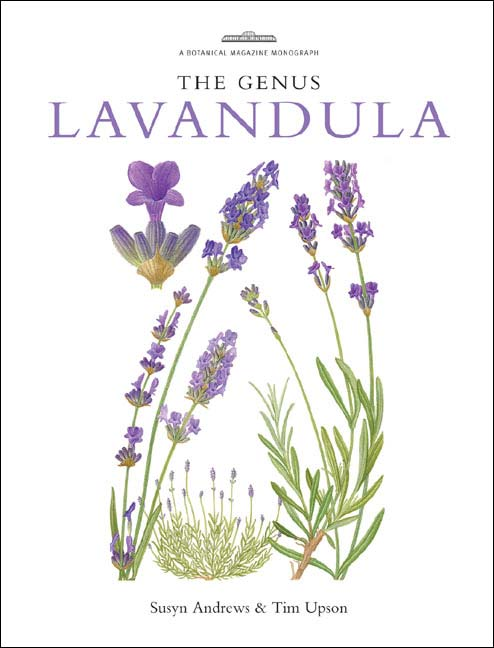 A BOTANICAL MAGAZINE MONOGRAPH
THE GENUS
LAVANDULA
Susyn Andrews & Tim Upson